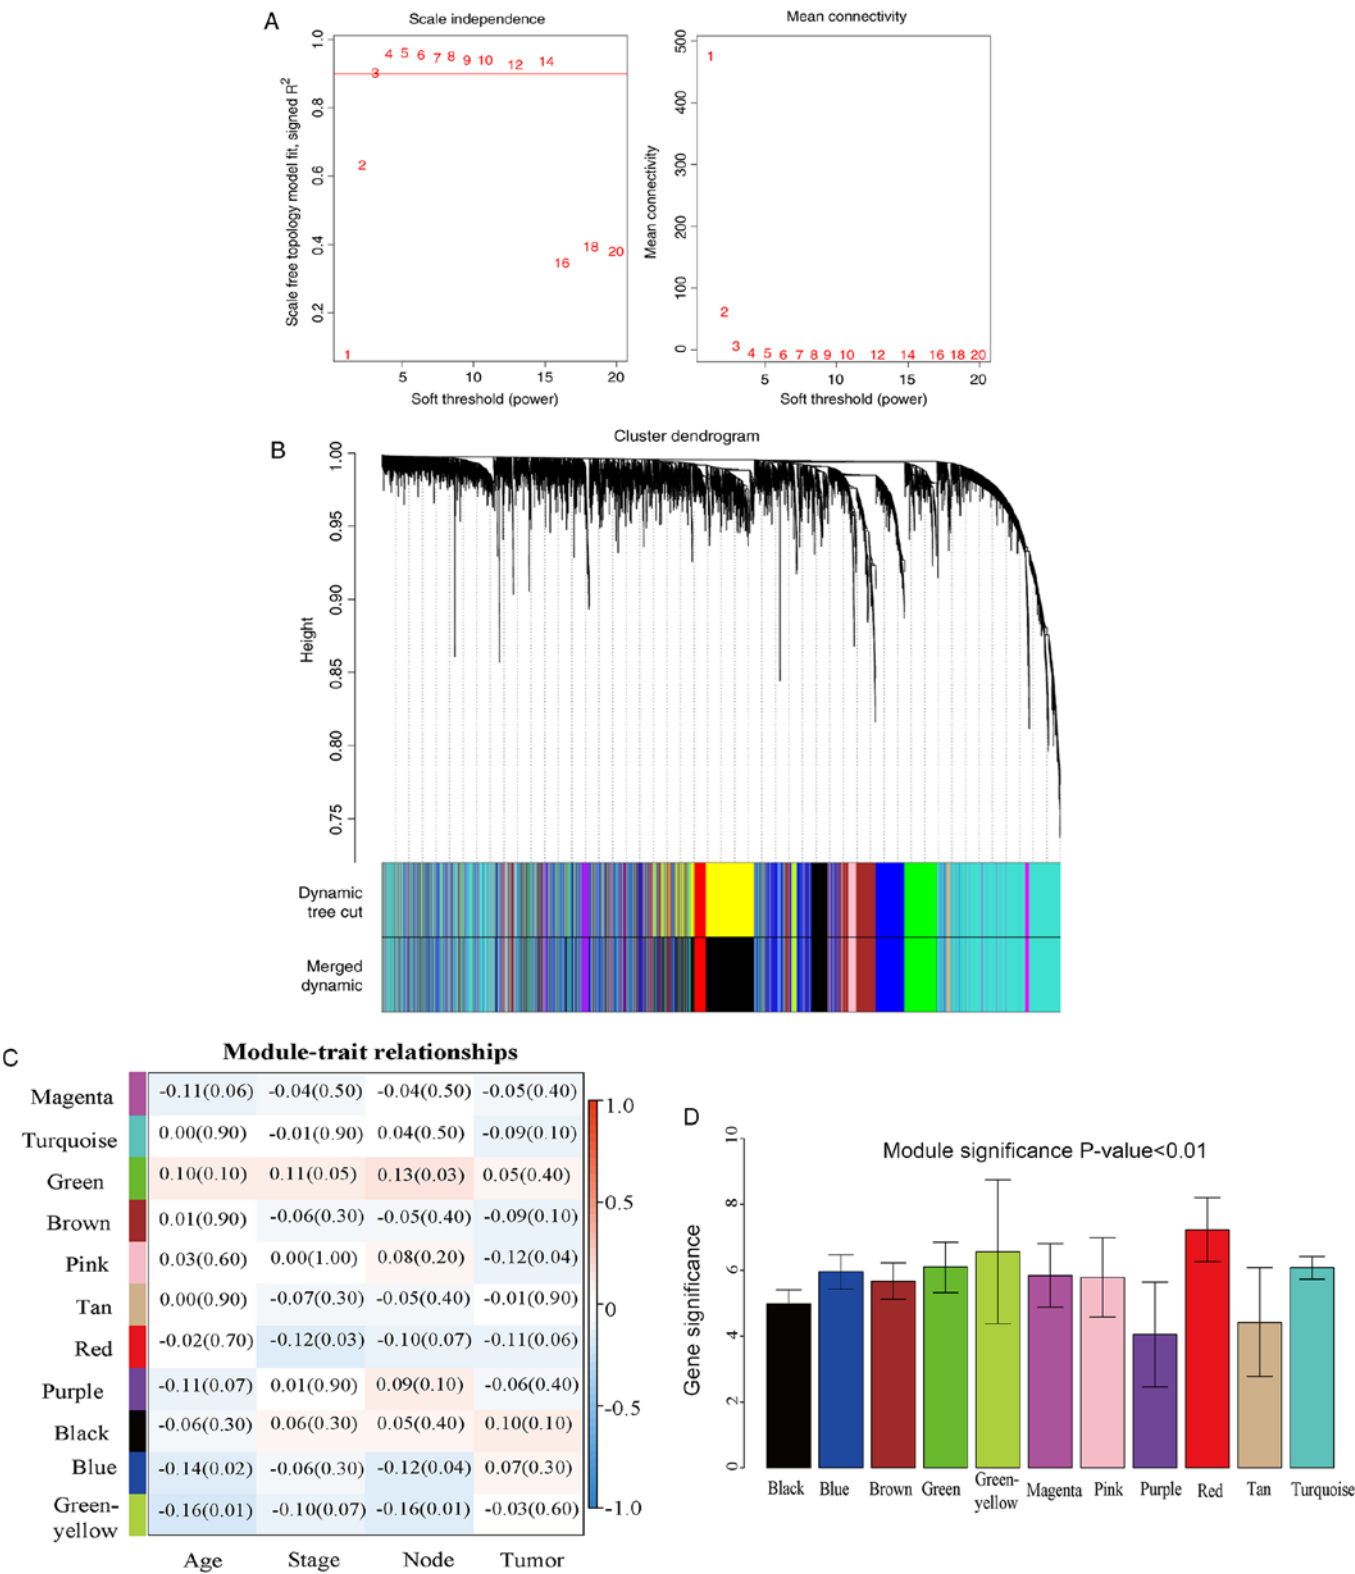 A
Scale independence
Scale free topology model fit, signed R2
1.0
0.8
0.6
0.4
0.2
1
2
3
4 5 6 7 8 9 10 12 14
16
18
20
5 10 15 20
Soft threshold (power)
Mean connectivity
Mean connectivity
500
400
300
200
100
0
1
2
3 4 5 6 7 8 9 10 12 14 16 18 20
5 10 15 20
Soft threshold (power)
B
Cluster dendrogram
Height
1.00
0.95
0.90
0.85
0.80
0.75
Dynamic
tree cut
Merged
dynamic
C
Module-trait relationships
Magenta -0.11(0.06) -0.04(0.50) -0.04(0.50) -0.05(0.40)
Turquoise 0.00(0.90) -0.01(0.90) 0.04(0.50) -0.09(0.10)
Green 0.10(0.10) 0.11(0.05) 0.13(0.03) 0.05(0.40)
Brown 0.01(0.90) -0.06(0.30) -0.05(0.40) -0.09(0.10)
Pink 0.03(0.60) 0.00(1.00) 0.08(0.20) -0.12(0.04)
Tan 0.00(0.90) -0.07(0.30) -0.05(0.40) -0.01(0.90)
Red -0.02(0.70) -0.12(0.03) -0.10(0.07) -0.11(0.06)
Purple -0.11(0.07) 0.01(0.90) 0.09(0.10) -0.06(0.40)
Black -0.06(0.30) 0.06(0.30) 0.05(0.40) 0.10(0.10)
Blue -0.14(0.02) -0.06(0.30) -0.12(0.04) 0.07(0.30)
Green-
yellow -0.16(0.01) -0.10(0.07) -0.16(0.01) -0.03(0.60)
Age Stage Node Tumor
1.0
0.5
0
-0.5
-1.0
D
Module significance P-value<0.01
Gene significance
10
8
6
4
2
0
Black Blue Brown Green Green-
yellow Magenta Pink Purple Red Tan Turquoise